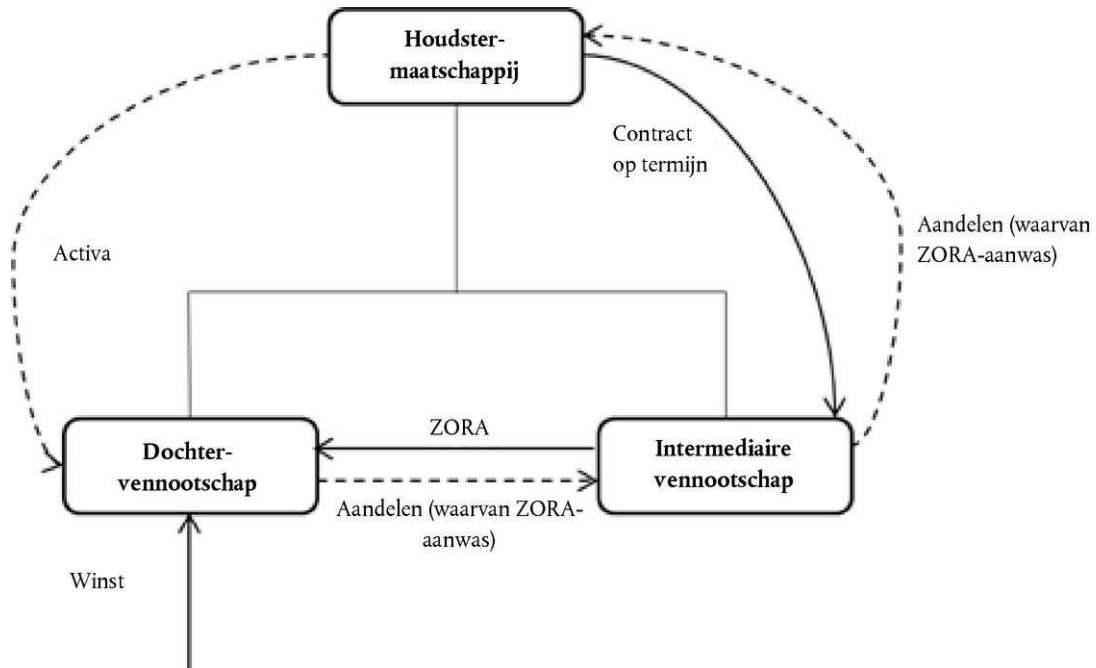 Houdster-
maatschappij
Contract
op termijn
Aandelen (waarvan
ZORA-aanwas)
Activa
ZORA
Dochter-
vennootschap
Intermediaire
vennootschap
Aandelen (waarvan ZORA-
aanwas)
Winst